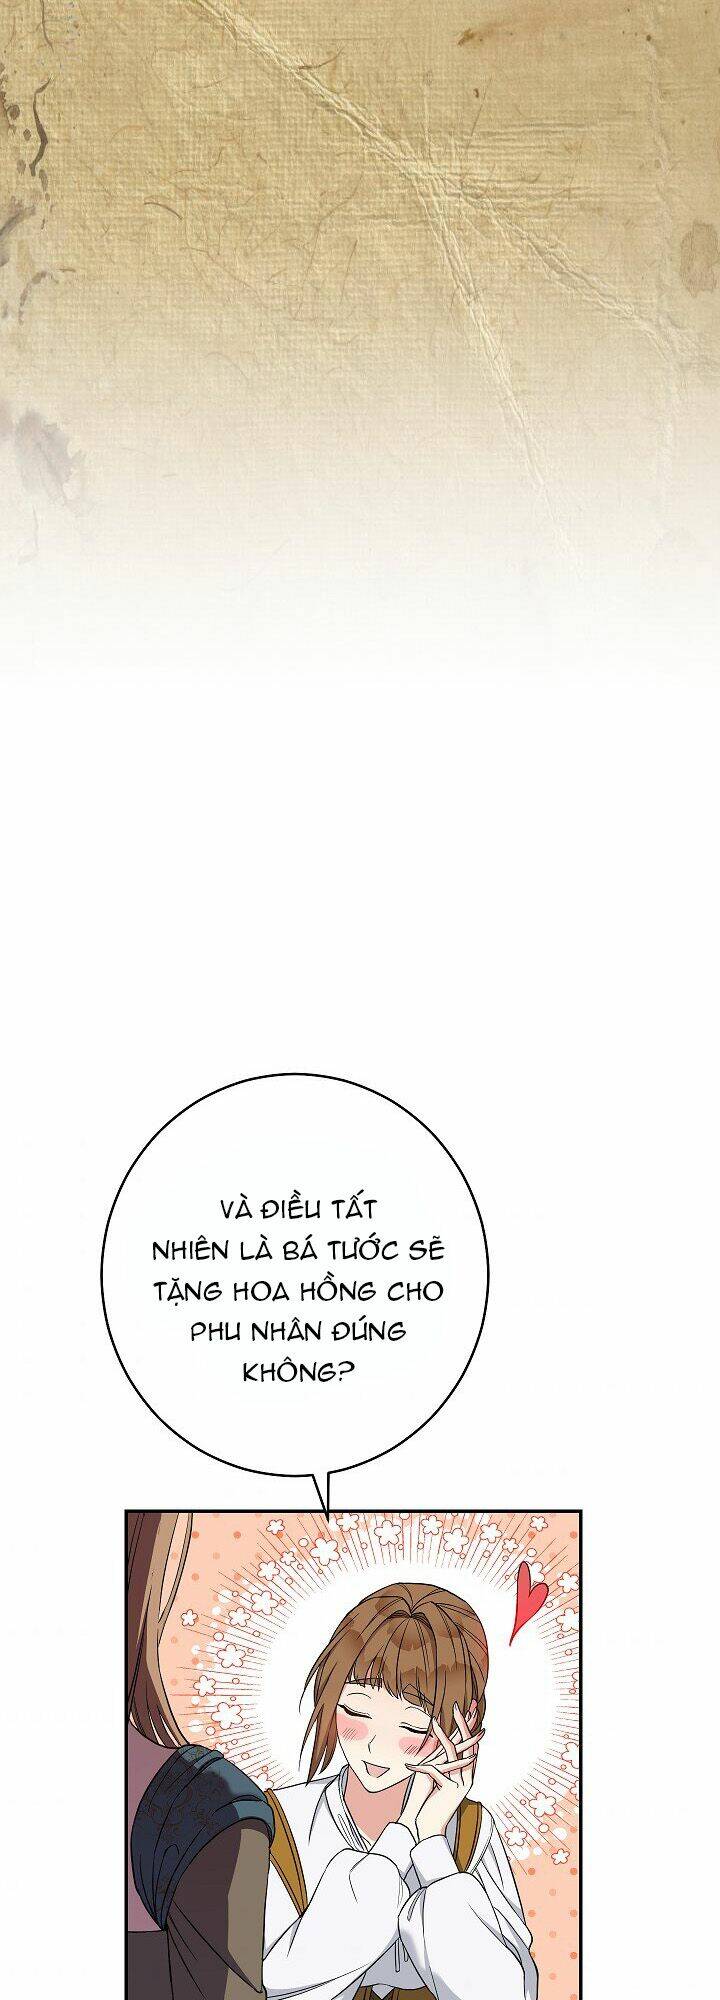 VÀ ĐIỀU TẤT
NHIÊN LÀ BÁ TƯỚC SẼ
TẶNG HOA HỒNG CHO
PHU NHÂN ĐÚNG
KHÔNG?